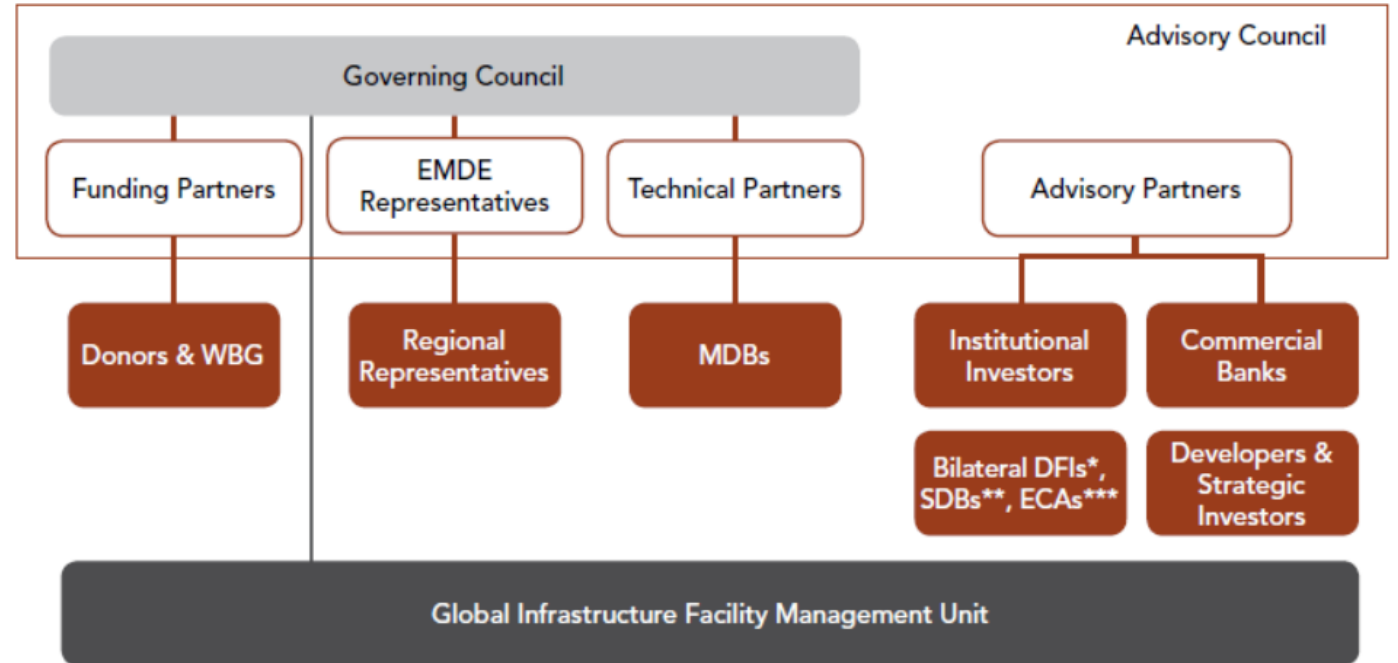 Advisory Council
Governing Council
Funding Partners
EMDE
Representatives
Technical Partners
Advisory Partners
Donors & WBG
Regional
Representatives
MDBs
Institutional
Investors
Commercial
Banks
Bilateral DFIs*,
SDBs**, ECAs***
Developers &
Strategic
Investors
Global Infrastructure Facility Management Unit